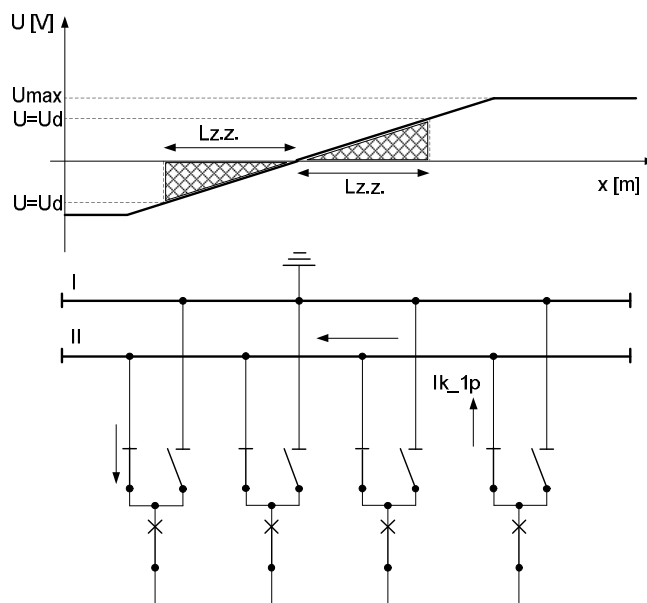 U [V]
Umax
U=Ud
Lz.z.
Lz.z.
x [m]
U=Ud
I
II
Ik_1p